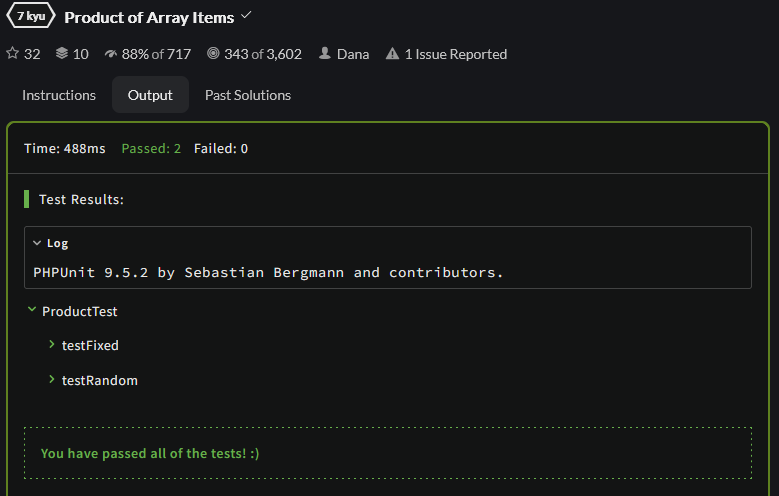 7 kyu Product of Array Items
32 10 88% of 717 343 of 3,602 Dana 1 Issue Reported
Instructions Output Past Solutions
Time: 488ms Passed: 2 Failed: 0
Test Results:
Log
PHPUnit 9.5.2 by Sebastian Bergmann and contributors.
ProductTest
testFixed
testRandom
You have passed all of the tests! :)